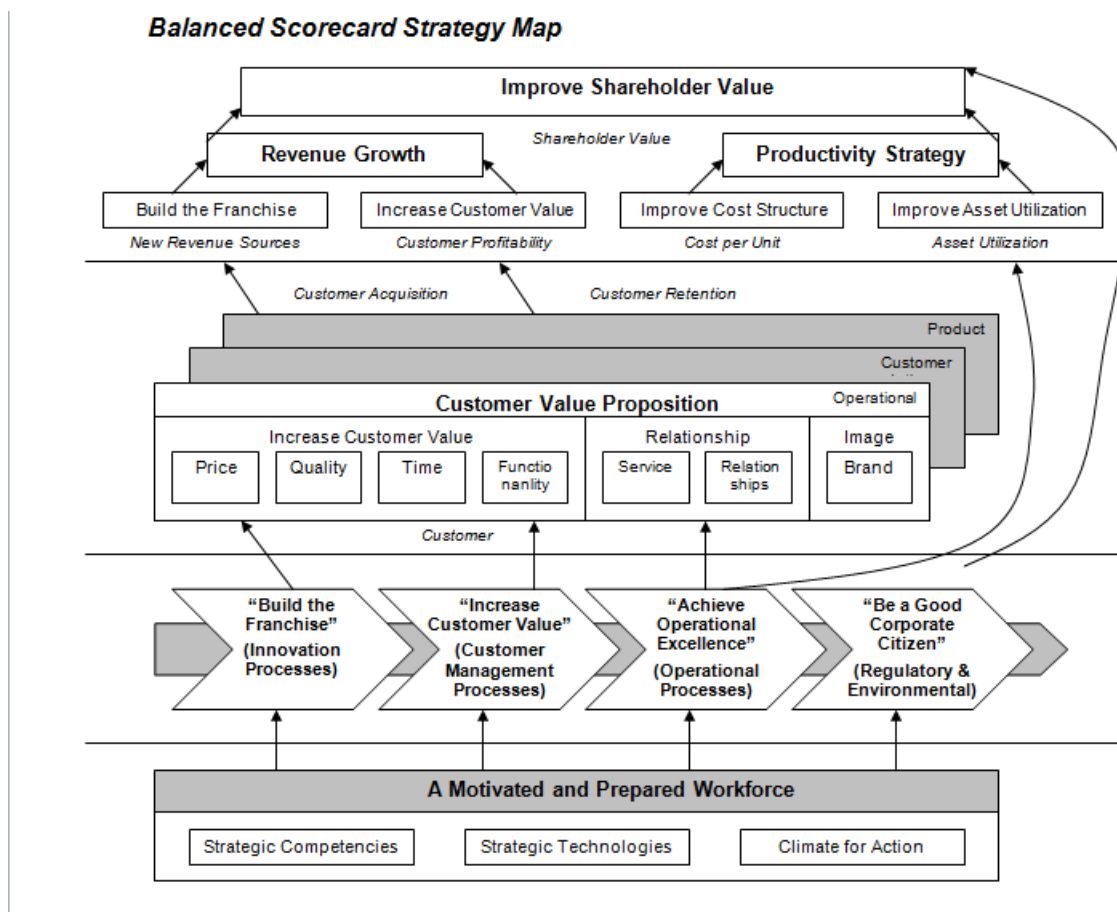 Balanced Scorecard Strategy Map
Improve Shareholder Value
Shareholder Value
Revenue Growth
Productivity Strategy
Build the Franchise
Increase Customer Value
Improve Cost Structure
Improve Asset Utilization
New Revenue Sources
Customer Profitability
Cost per Unit
Asset Utilization
Customer Acquisition
Customer Retention
Product
Customer
Operational
Customer Value Proposition
Increase Customer Value
Relationship
Image
Price
Quality
Time
Functio
nanlity
Service
Relation
ships
Brand
Customer
“Build the
Franchise”
(Innovation
Processes)
“Increase
Customer Value”
(Customer
Management
Processes)
“Achieve
Operational
Excellence”
(Operational
Processes)
“Be a Good
Corporate
Citizen”
(Regulatory &
Environmental)
A Motivated and Prepared Workforce
Strategic Competencies
Strategic Technologies
Climate for Action